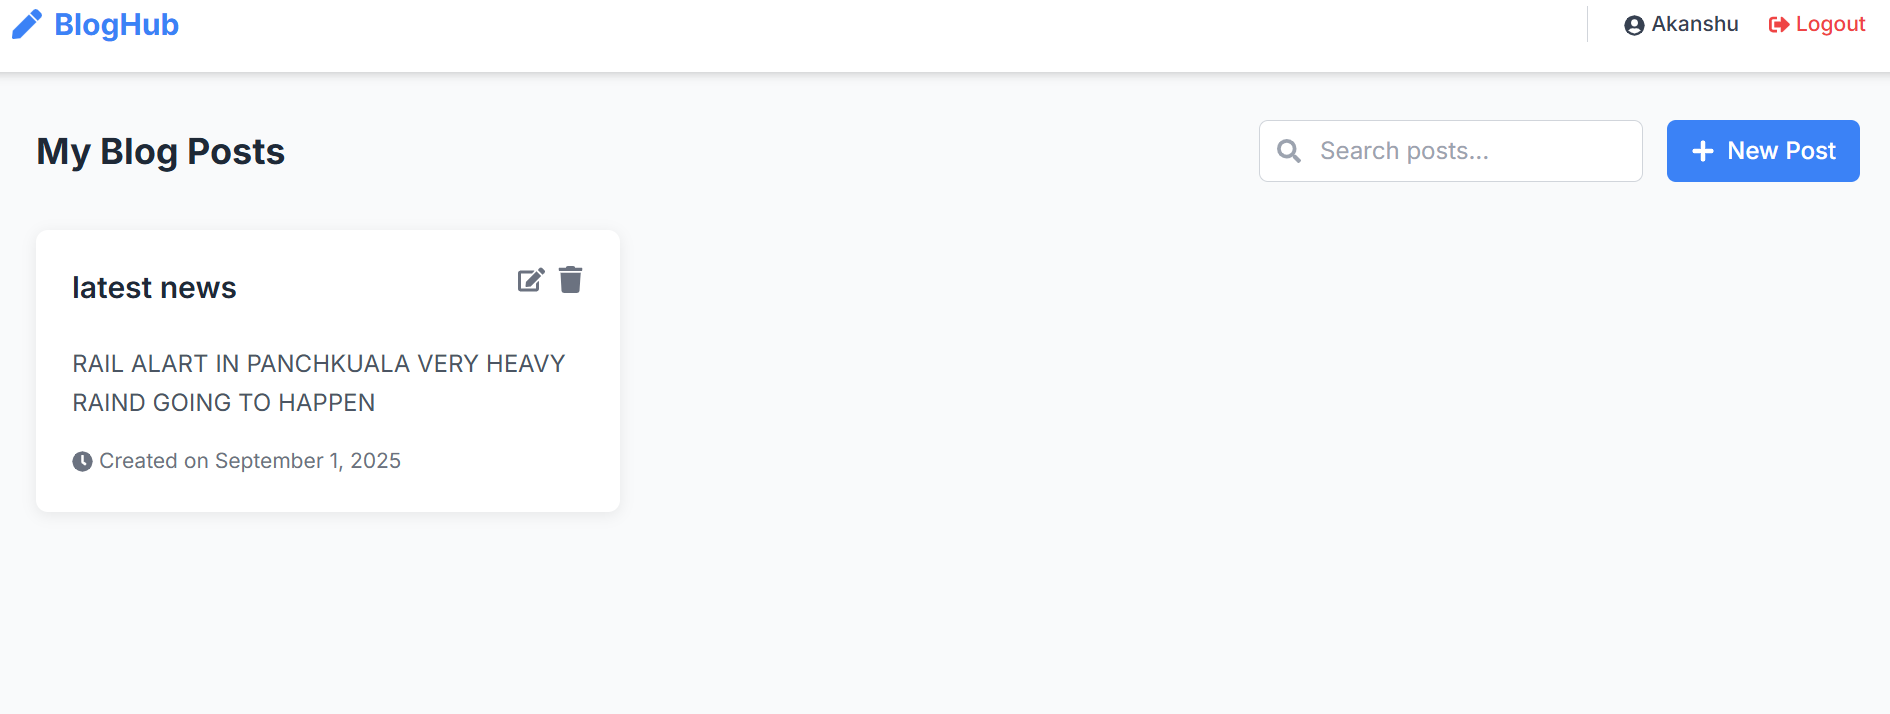 BlogHub
Akanshu
Logout
My Blog Posts
Search posts...
New Post
latest news
RAIL ALART IN PANCHKUALA VERY HEAVY
RAIND GOING TO HAPPEN
Created on September 1, 2025